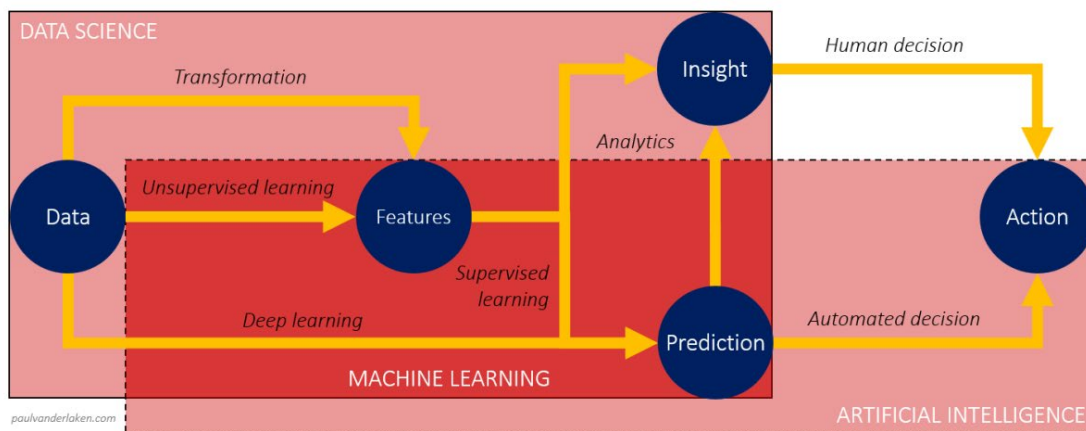 DATA SCIENCE
Transformation
Insight
Human decision
Analytics
Unsupervised learning
Data
Features
Action
Supervised
learning
Deep learning
Prediction
Automated decision
MACHINE LEARNING
paulvanderlaken.com
ARTIFICIAL INTELLIGENCE